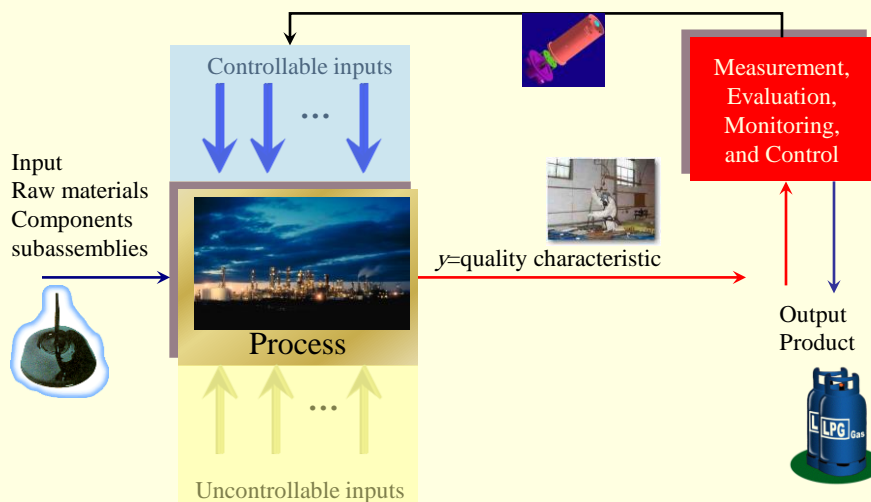 Controllable inputs
...
Measurement,
Evaluation,
Monitoring,
and Control
Input
Raw materials
Components
subassemblies
y=quality characteristic
Process
Output
Product
...
Uncontrollable inputs
L
LPG Gas